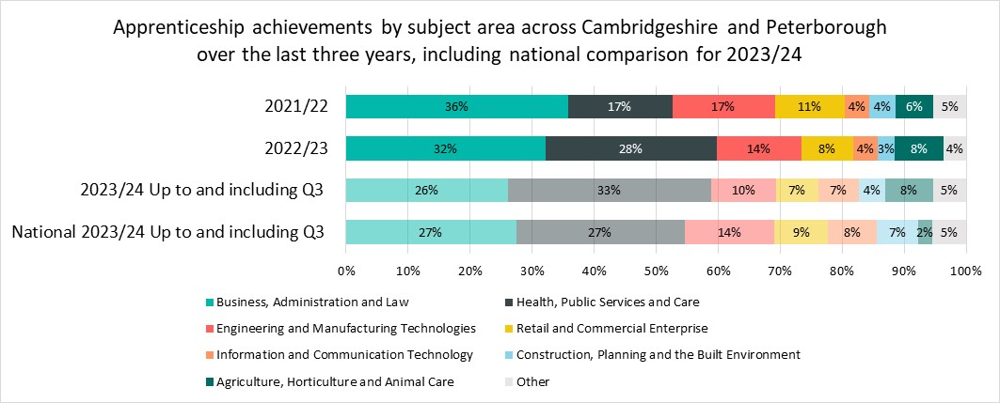 Apprenticeship achievements by subject area across Cambridgeshire and Peterborough
over the last three years, including national comparison for 2023/24
2021/22 36% 17% 17% 11% 4% 4% 6% 5%
2022/23 32% 28% 14% 8% 4% 3% 8% 4%
2023/24 Up to and including Q3 26% 33% 10% 7% 7% 4% 8% 5%
National 2023/24 Up to and including Q3 27% 27% 14% 9% 8% 7% 2% 5%
0% 10% 20% 30% 40% 50% 60% 70% 80% 90% 100%
Business, Administration and Law Health, Public Services and Care
Engineering and Manufacturing Technologies Retail and Commercial Enterprise
Information and Communication Technology Construction, Planning and the Built Environment
Agriculture, Horticulture and Animal Care Other